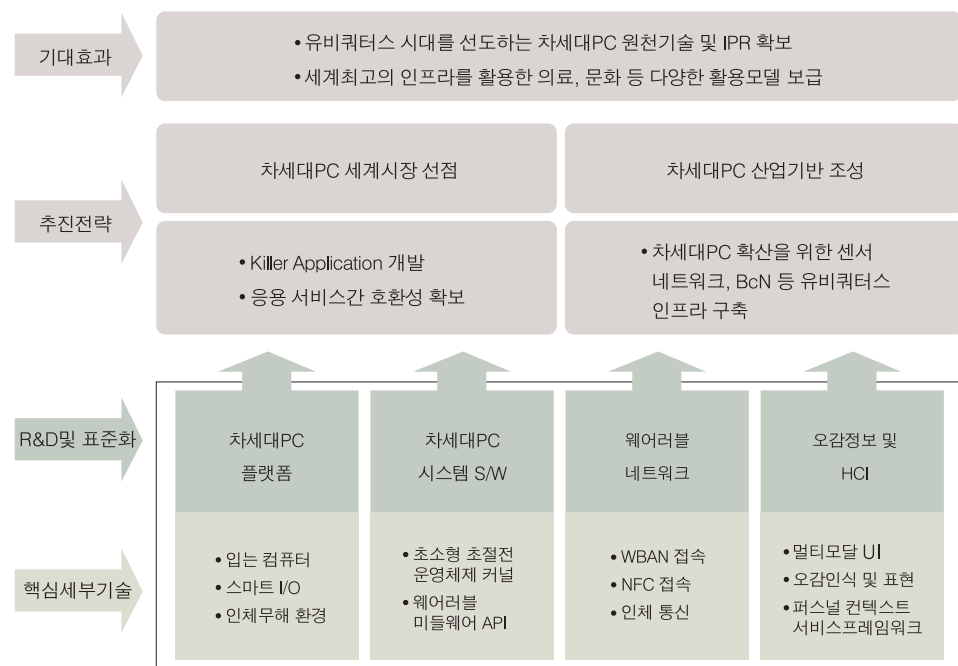 기대효과
• 유비쿼터스 시대를 선도하는 차세대PC 원천기술 및 IPR 확보
• 세계최고의 인프라를 활용한 의료, 문화 등 다양한 활용모델 보급
추진전략
차세대PC 세계시장 선점
차세대PC 산업기반 조성
• Killer Application 개발
• 응용 서비스간 호환성 확보
• 차세대PC 확산을 위한 센서
네트워크, BcN 등 유비쿼터스
인프라 구축
R&D및 표준화
차세대PC
플랫폼
차세대PC
시스템 S/W
웨어러블
네트워크
오감정보 및
HCI
핵심세부기술
• 입는 컴퓨터
• 스마트 I/O
• 인체무해 환경
• 초소형 초절전
운영체제 커널
• 웨어러블
미들웨어 API
• WBAN 접속
• NFC 접속
• 인체 통신
• 멀티모달 UI
• 오감인식 및 표현
• 퍼스널 컨텍스트
서비스프레임워크